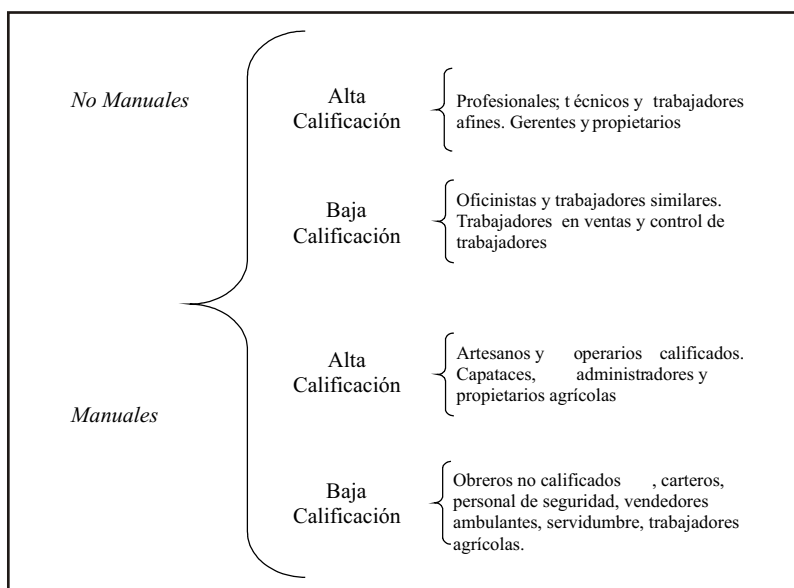 No Manuales
Alta
Calificación
Profesionales; t écnicos y trabajadores
afines. Gerentes y propietarios
Baja
Calificación
Oficinistas y trabajadores similares.
Trabajadores en ventas y control de
trabajadores
Manuales
Alta
Calificación
Artesanos y operarios calificados.
Capataces, administradores y
propietarios agrícolas
Baja
Calificación
Obreros no calificados , carteros,
personal de seguridad, vendedores
ambulantes, servidumbre, trabajadores
agrícolas.